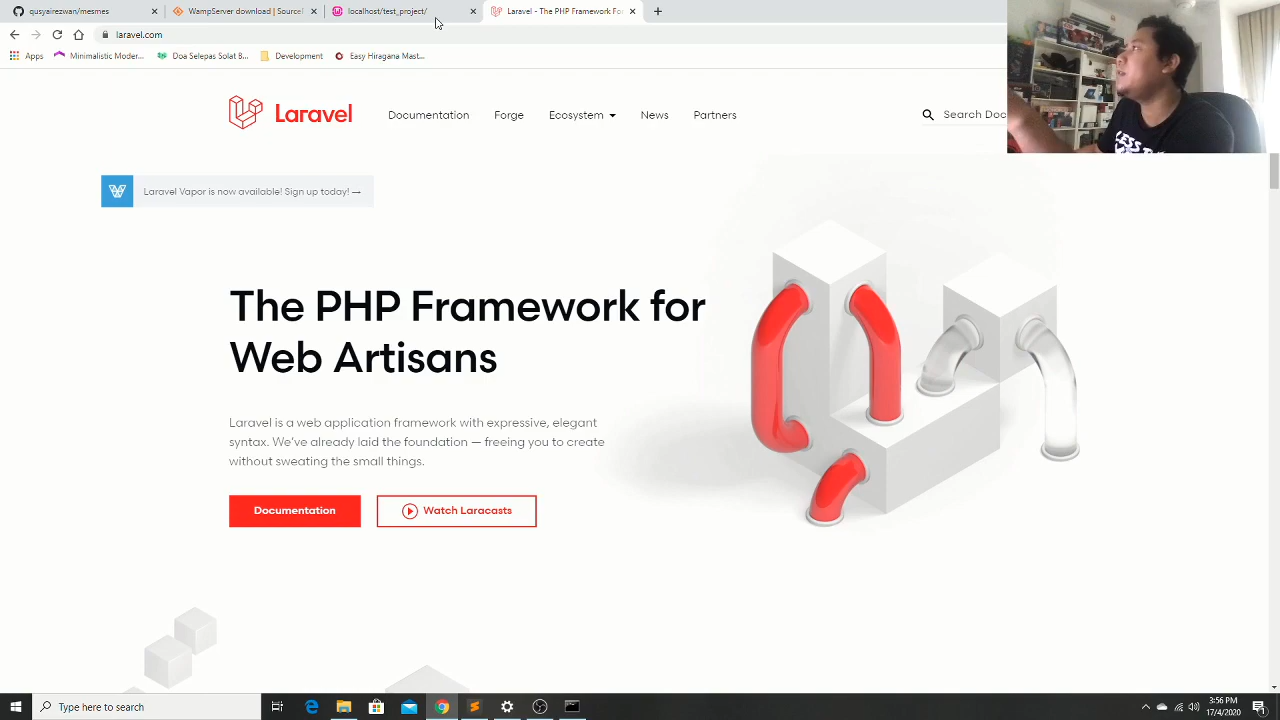 qusyairezwan/mesmes
WampServer download | Source
localhost/test_project/
Laravel - The PHP Framework Fo
laravel.com
Apps
Minimalistic Moder...
Doa Selepas Solat B...
Development
Easy Hiragana Mast...
Laravel
Documentation
Forge
Ecosystem
News
Partners
Search Doc
Laravel Vapor is now available! Sign up today! →
The PHP Framework for
Web Artisans
Laravel is a web application framework with expressive, elegant
syntax. We've already laid the foundation — freeing you to create
without sweating the small things.
Documentation
Watch Laracasts
Type here to search
3:56 PM
17/4/2020